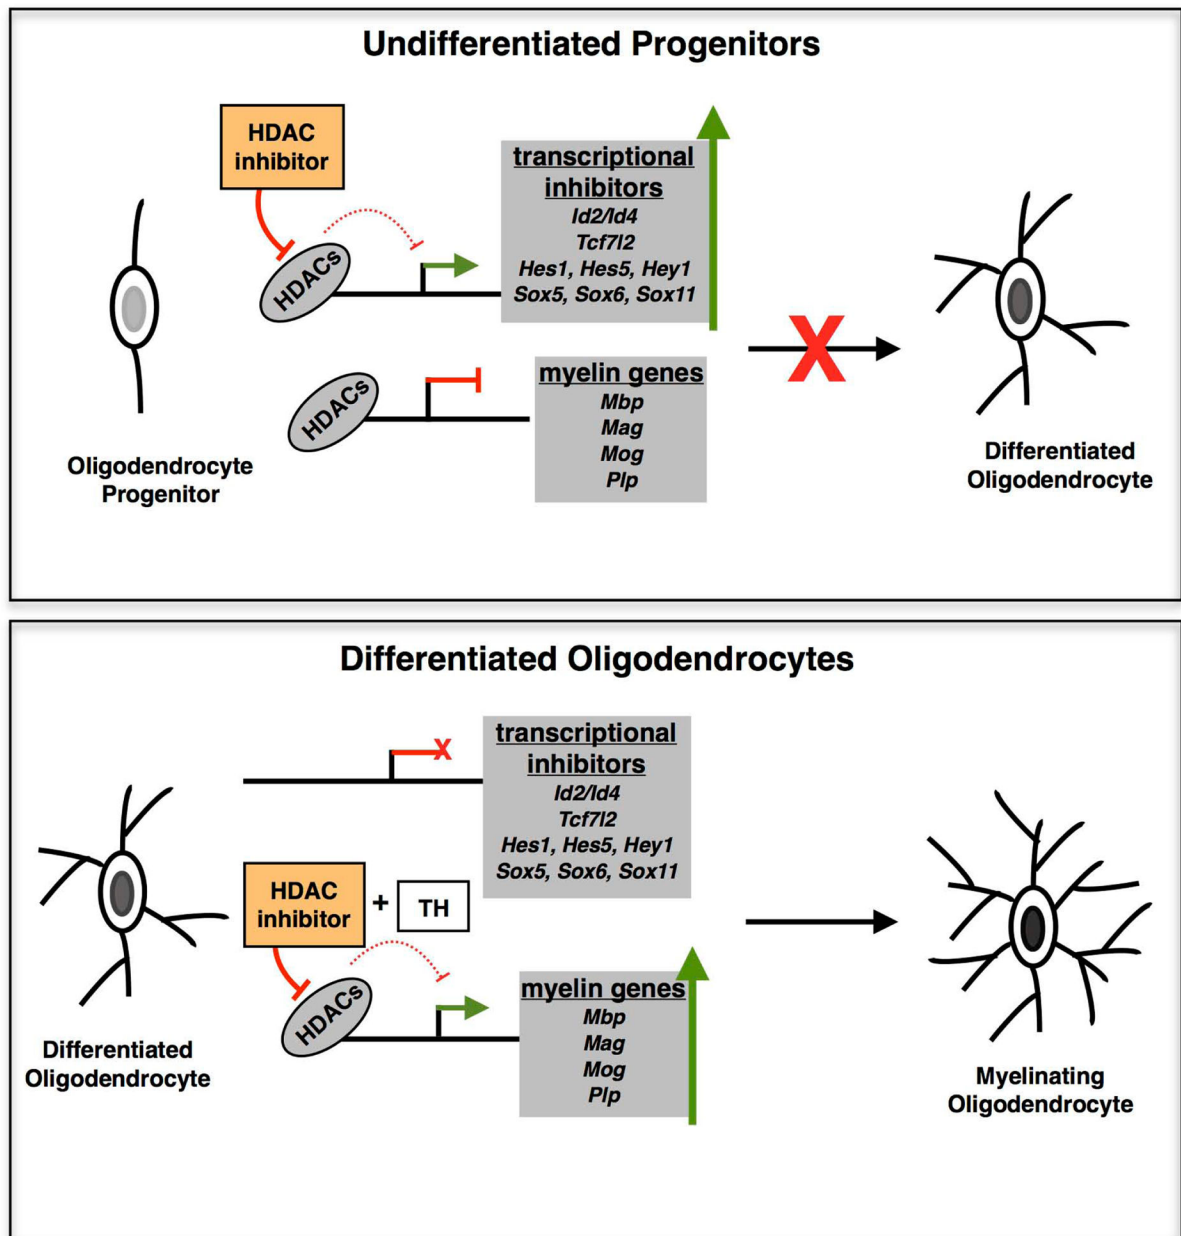 Undifferentiated Progenitors
HDAC
inhibitor
HDACs
transcriptional
inhibitors
Id2/Id4
Tcf7l2
Hes1, Hes5, Hey1
Sox5, Sox6, Sox11
X
HDACs
myelin genes
Mbp
Mag
Mog
Plp
Oligodendrocyte
Progenitor
Differentiated
Oligodendrocyte
Differentiated Oligodendrocytes
X
transcriptional
inhibitors
Id2/Id4
Tcf7l2
Hes1, Hes5, Hey1
Sox5, Sox6, Sox11
HDAC
inhibitor
+
TH
HDACs
myelin genes
Mbp
Mag
Mog
Plp
Differentiated
Oligodendrocyte
Myelinating
Oligodendrocyte